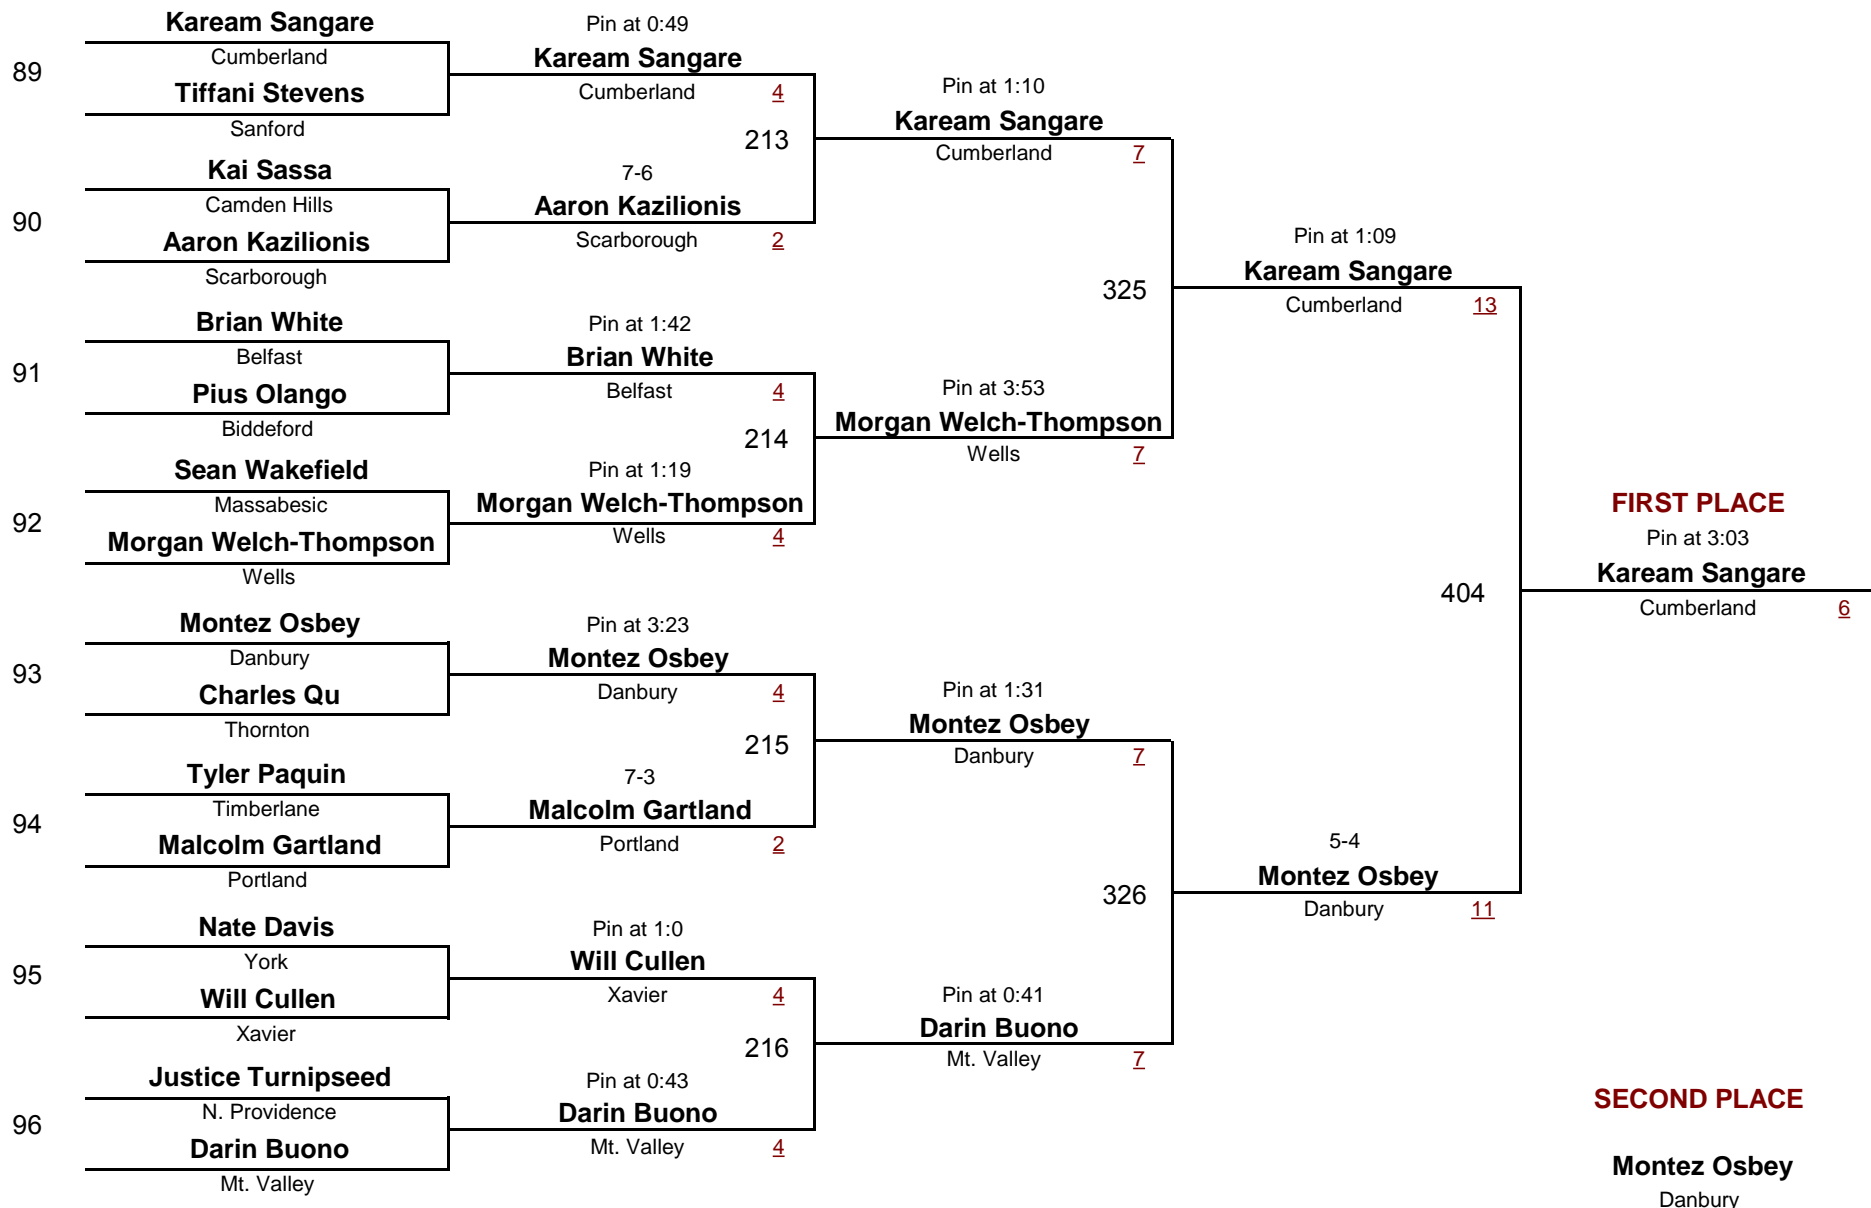 Kaream Sangare
Cumberland
89
Tiffani Stevens
Sanford
Kai Sassa
Camden Hills
90
Aaron Kazilionis
Scarborough
Brian White
Belfast
91
Pius Olango
Biddeford
Sean Wakefield
Massabesic
92
Morgan Welch-Thompson
Wells
Montez Osbey
Danbury
93
Charles Qu
Thornton
Tyler Paquin
Timberlane
94
Malcolm Gartland
Portland
Nate Davis
York
95
Will Cullen
Xavier
Justice Turnipseed
N. Providence
96
Darin Buono
Mt. Valley
Pin at 0:49
Kaream Sangare
Cumberland 4
213
7-6
Aaron Kazilionis
Scarborough 2
Pin at 1:42
Brian White
Belfast 4
214
Pin at 1:19
Morgan Welch-Thompson
Wells 4
Pin at 3:23
Montez Osbey
Danbury 4
215
7-3
Malcolm Gartland
Portland 2
Pin at 1:0
Will Cullen
Xavier 4
216
Pin at 0:43
Darin Buono
Mt. Valley 4
Pin at 1:10
Kaream Sangare
Cumberland 7
325
Pin at 3:53
Morgan Welch-Thompson
Wells 7
Pin at 1:31
Montez Osbey
Danbury 7
326
Pin at 0:41
Darin Buono
Mt. Valley 7
Pin at 1:09
Kaream Sangare
Cumberland 13
404
5-4
Montez Osbey
Danbury 11
FIRST PLACE
Pin at 3:03
Kaream Sangare
Cumberland 6
SECOND PLACE
Montez Osbey
Danbury